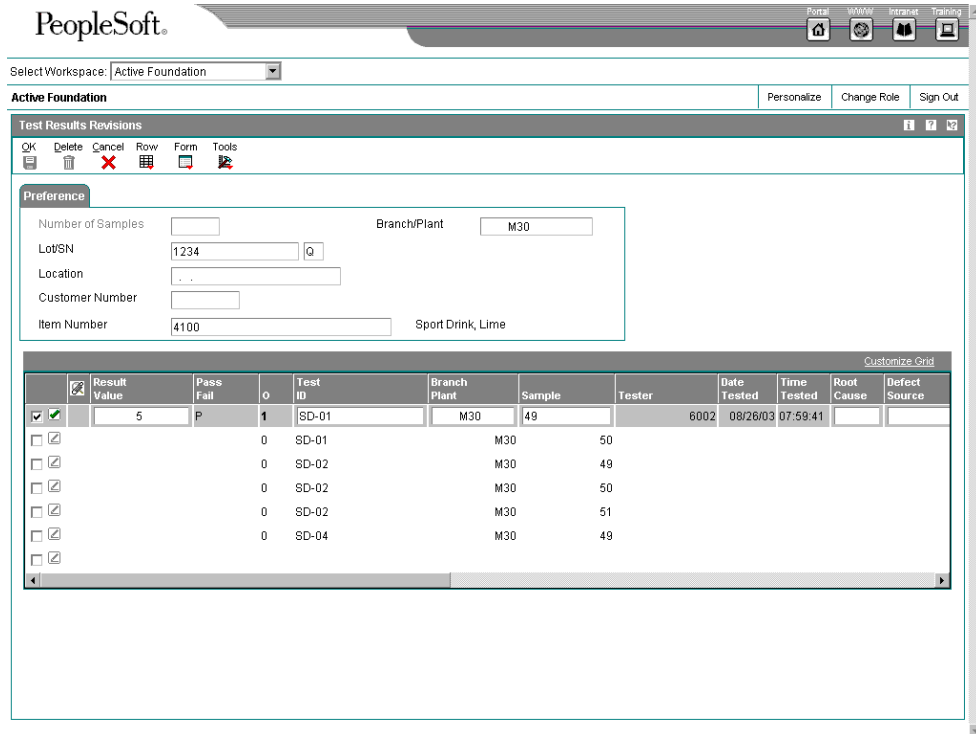 PeopleSoft®
Portal WWW Intranet Training
Select Workspace: Active Foundation
Active Foundation Personalize Change Role Sign Out
Test Results Revisions
OK Delete Cancel Row Form Tools
Preference
Number of Samples Branch/Plant M30
Lot/SN 1234 Q
Location . .
Customer Number
Item Number 4100 Sport Drink, Lime
Customize Grid
Result Value Pass Fail O Test ID Branch Plant Sample Tester Date Tested Time Tested Root Cause Defect Source
5 P 1 SD-01 M30 49 6002 08/26/03 07:59:41
0 SD-01 M30 50
0 SD-02 M30 49
0 SD-02 M30 50
0 SD-02 M30 51
0 SD-04 M30 49